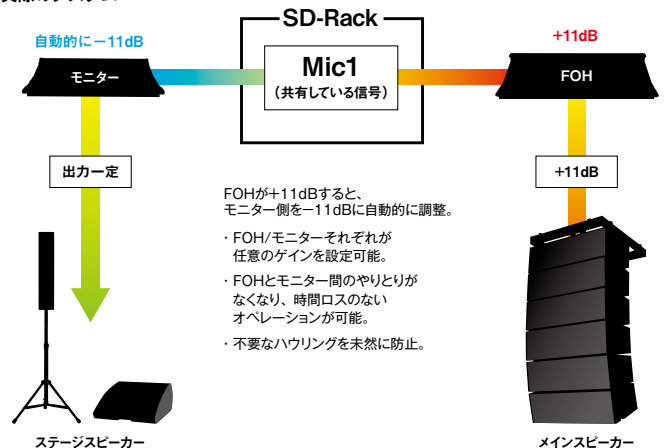 SD-Rack
自動的に－11dB
+11dB
モニター
Mic1
（共有している信号）
FOH
出力一定
+11dB
FOHが+11dBすると、
モニター側を－11dBに自動的に調整。
・FOH/モニターそれぞれが
任意のゲインを設定可能。
・FOHとモニター間のやりとりが
なくなり、時間ロスのない
オペレーションが可能。
・不要なハウリングを未然に防止。
ステージスピーカー
メインスピーカー